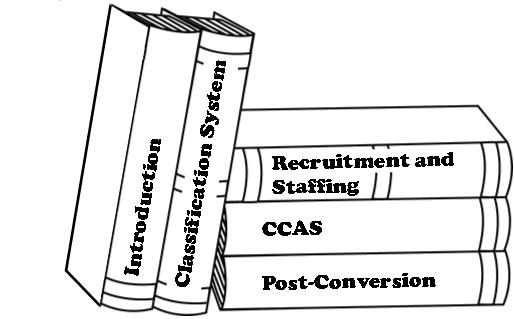 Introduction
Classification System
Recruitment and
Staffing
CCAS
Post-Conversion